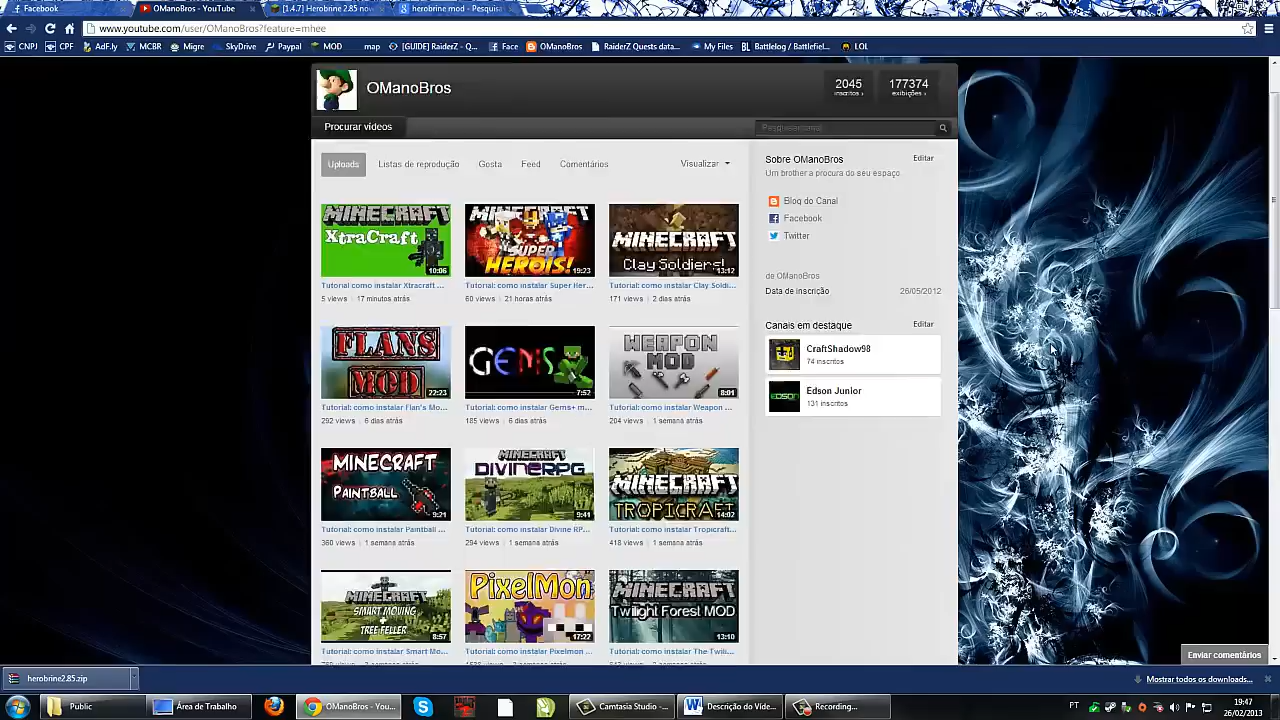 Facebook
OManoBros - YouTube
[1.4.7] Herobrine 2.85 no
herobrine mod - Pesquisa
www.youtube.com/user/OManoBros?feature=mhee
CNPJ
CPF
AdF.ly
MCBR
Migre
SkyDrive
Paypal
MOD
map
[GUIDE] RaiderZ - Q...
Face
OManoBros
RaiderZ Quests data...
My Files
Battlelog / Battlefiel...
LOL
OManoBros
2045
inscritos ›
177374
exibições ›
Procurar vídeos
Pesquisar canal
Uploads
Listas de reprodução
Gosta
Feed
Comentários
Visualizar
Sobre OManoBros
Editar
Um brother a procura do seu espaço
Blog do Canal
Facebook
Twitter
de OManoBros
Data de inscrição
26/05/2012
Canais em destaque
Editar
CraftShadow98
74 inscritos
Edson Junior
131 inscritos
EDSON
MINECRAFT
XtraCraft
10:06
Tutorial como instalar Xtracraft ...
5 views
17 minutos atrás
MINECRAFT
SUPER
HEROIS!
19:23
Tutorial como instalar Super Her...
60 views
21 horas atrás
MINECRAFT
Clay Soldiers!
13:12
Tutorial como instalar Clay Soldi...
171 views
2 dias atrás
FLANS
MOD
22:23
Tutorial: como instalar Flan's Mo...
292 views
6 dias atrás
GEMS
7:52
Tutorial: como instalar Gems+ m...
185 views
6 dias atrás
WEAPON
MOD
8:01
Tutorial: como instalar Weapon ...
204 views
1 semana atrás
MINECRAFT
PAINTBALL
9:21
Tutorial: como instalar Paintball ...
360 views
1 semana atrás
MINECRAFT
DIVINERPG
9:41
Tutorial: como instalar Divine RP...
294 views
1 semana atrás
MINECRAFT
TROPICRAFT
14:02
Tutorial: como instalar Tropicraft...
418 views
1 semana atrás
MINECRAFT
SMART MOVING
+
TREE FELLER
8:57
Tutorial: como instalar Smart Mo...
PixelMon
17:22
Tutorial: como instalar Pixelmon ...
MINECRAFT
Twilight Forest MOD
13:10
Tutorial: como instalar The Twili...
Enviar comentários
herobrine2.85.zip
Mostrar todos os downloads...
Public
Área de Trabalho
OManoBros - You...
Camtasia Studio -...
Descrição do Víde...
Recording...
PT
19:47
26/02/2013